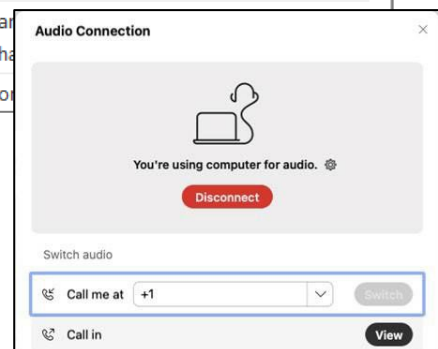 Audio Connection
You're using computer for audio.
Disconnect
Switch audio
Call me at +1 Switch
Call in View